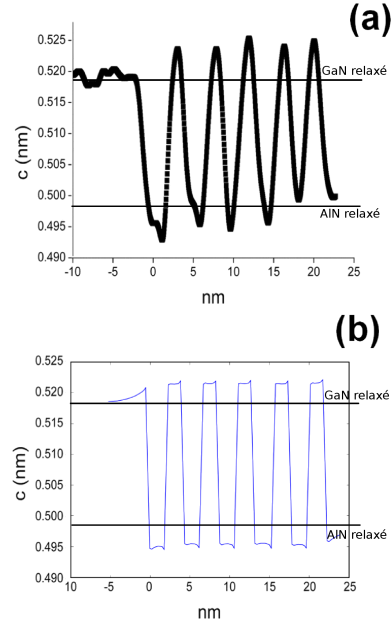 (a)
0.525
0.520
0.515
0.510
0.505
0.500
0.495
0.490
c (nm)
GaN relaxé
AlN relaxé
-10 -5 0 5 10 15 20 25
nm
(b)
0.525
0.520
0.515
0.510
0.505
0.500
0.495
0.490
c (nm)
GaN relaxé
AlN relaxé
10 -5 0 5 10 15 20 25
nm